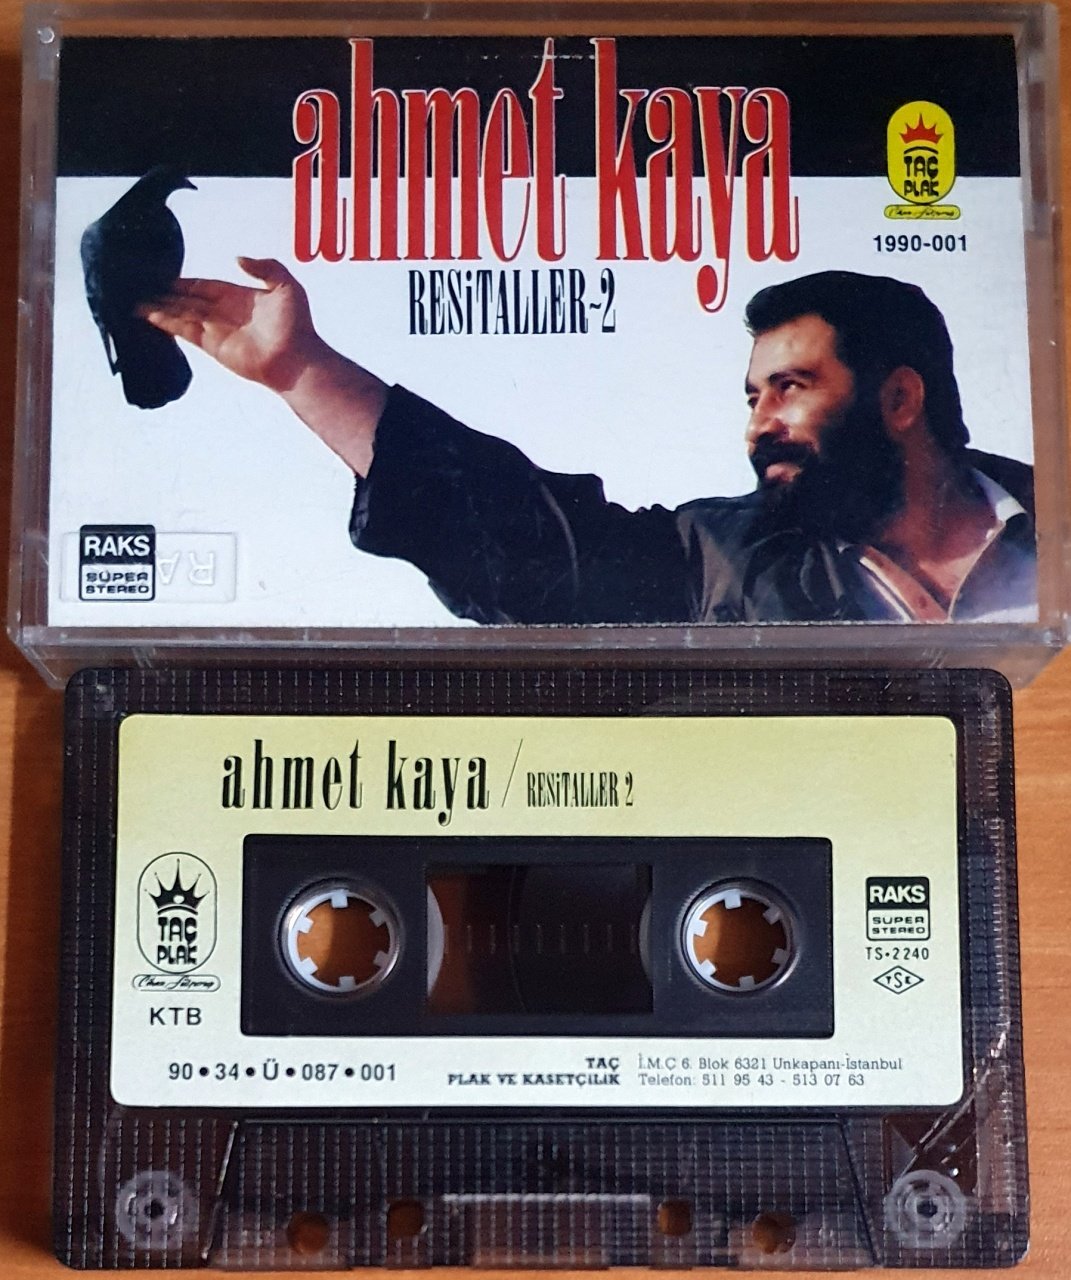 ahmet kaya
RESİTALLER~2
TAÇ
PLAK
1990-001
RAKS
SÜPER
STEREO
RA
ahmet kaya / RESİTALLER 2
TAÇ
PLAK
KTB
RAKS
SÜPER
STEREO
TS•2240
TSE
90•34•Ü•087•001
TAÇ
PLAK VE KASETÇİLİK
İ.M.Ç 6. Blok 6321 Unkapanı-İstanbul
Telefon: 511 95 43 - 513 07 63